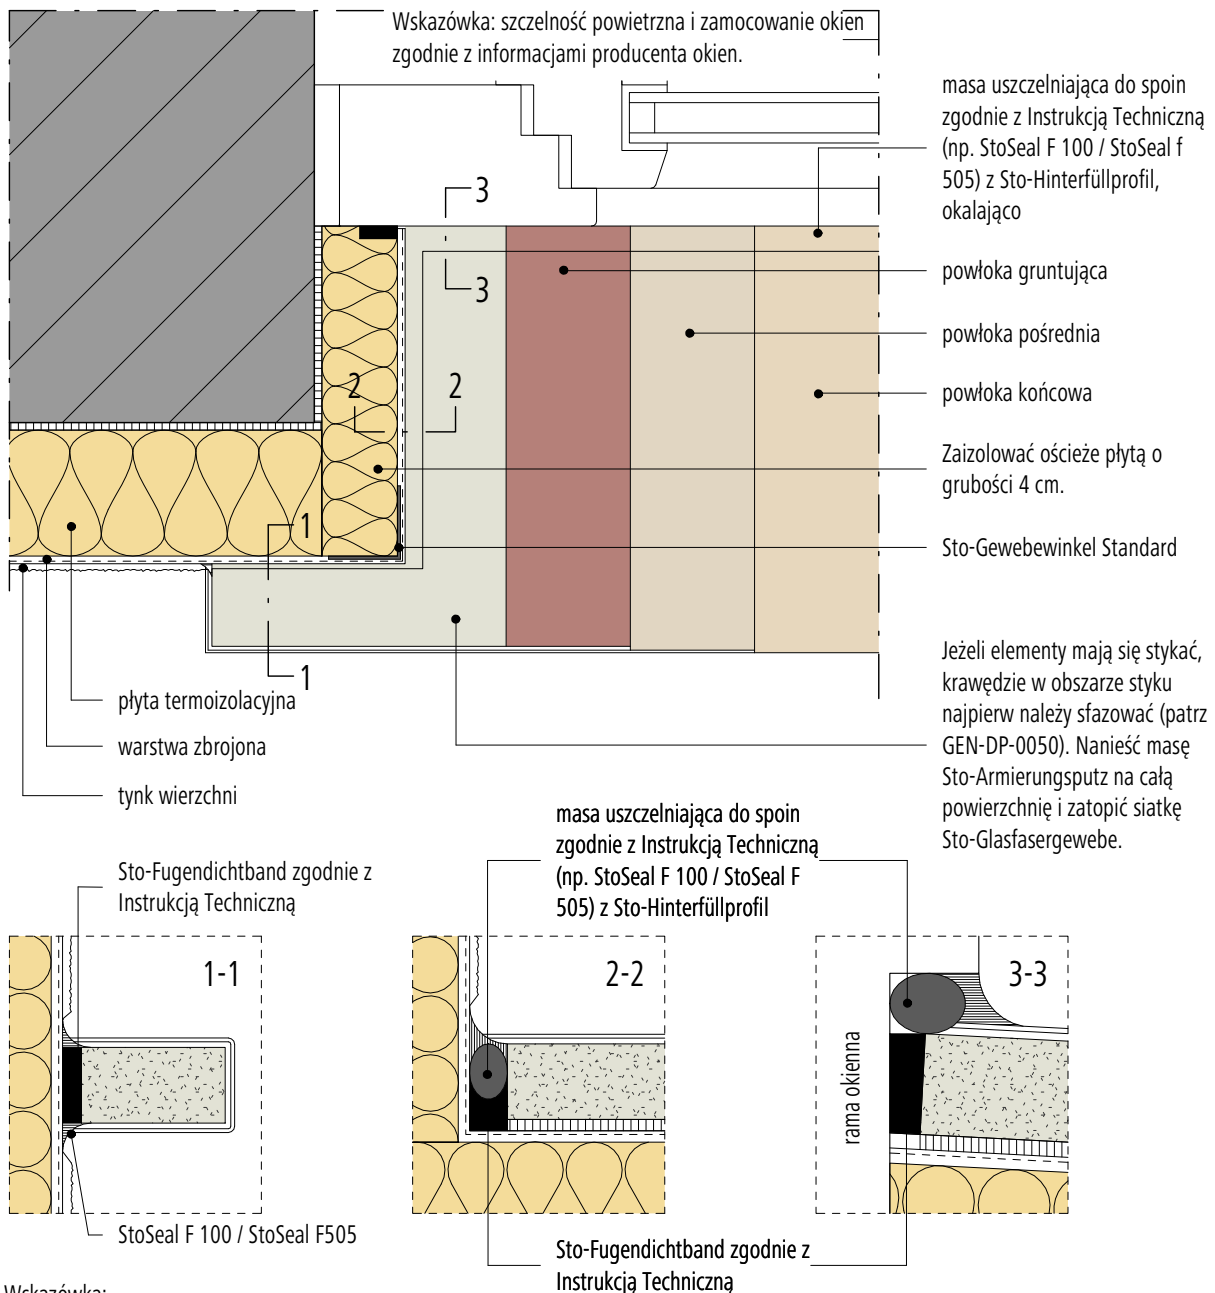 Wskazówka: szczelność powietrzna i zamocowanie okien
zgodnie z informacjami producenta okien.
masa uszczelniająca do spoin
zgodnie z Instrukcją Techniczną
(np. StoSeal F 100 / StoSeal f
505) z Sto-Hinterfüllprofil,
okalająco
3
powłoka gruntująca
3
powłoka pośrednia
2
2
powłoka końcowa
Zaizolować oścież płytą o
grubości 4 cm.
1
Sto-Gewebewinkel Standard
1
Jeżeli elementy mają się stykać,
krawędzie w obszarze styku
najpierw należy sfazować (patrz
GEN-DP-0050). Nanieść masę
Sto-Armierungsputz na całą
powierzchnię i zatopić siatkę
Sto-Glasfasergewebe.
płyta termoizolacyjna
warstwa zbrojona
tynk wierzchni
masa uszczelniająca do spoin
zgodnie z Instrukcją Techniczną
(np. StoSeal F 100 / StoSeal F
505) z Sto-Hinterfüllprofil
Sto-Fugendichtband zgodnie z
Instrukcją Techniczną
1-1
2-2
3-3
rama okienna
StoSeal F 100 / StoSeal F505
Sto-Fugendichtband zgodnie z
Instrukcją Techniczną
Wskazówka: